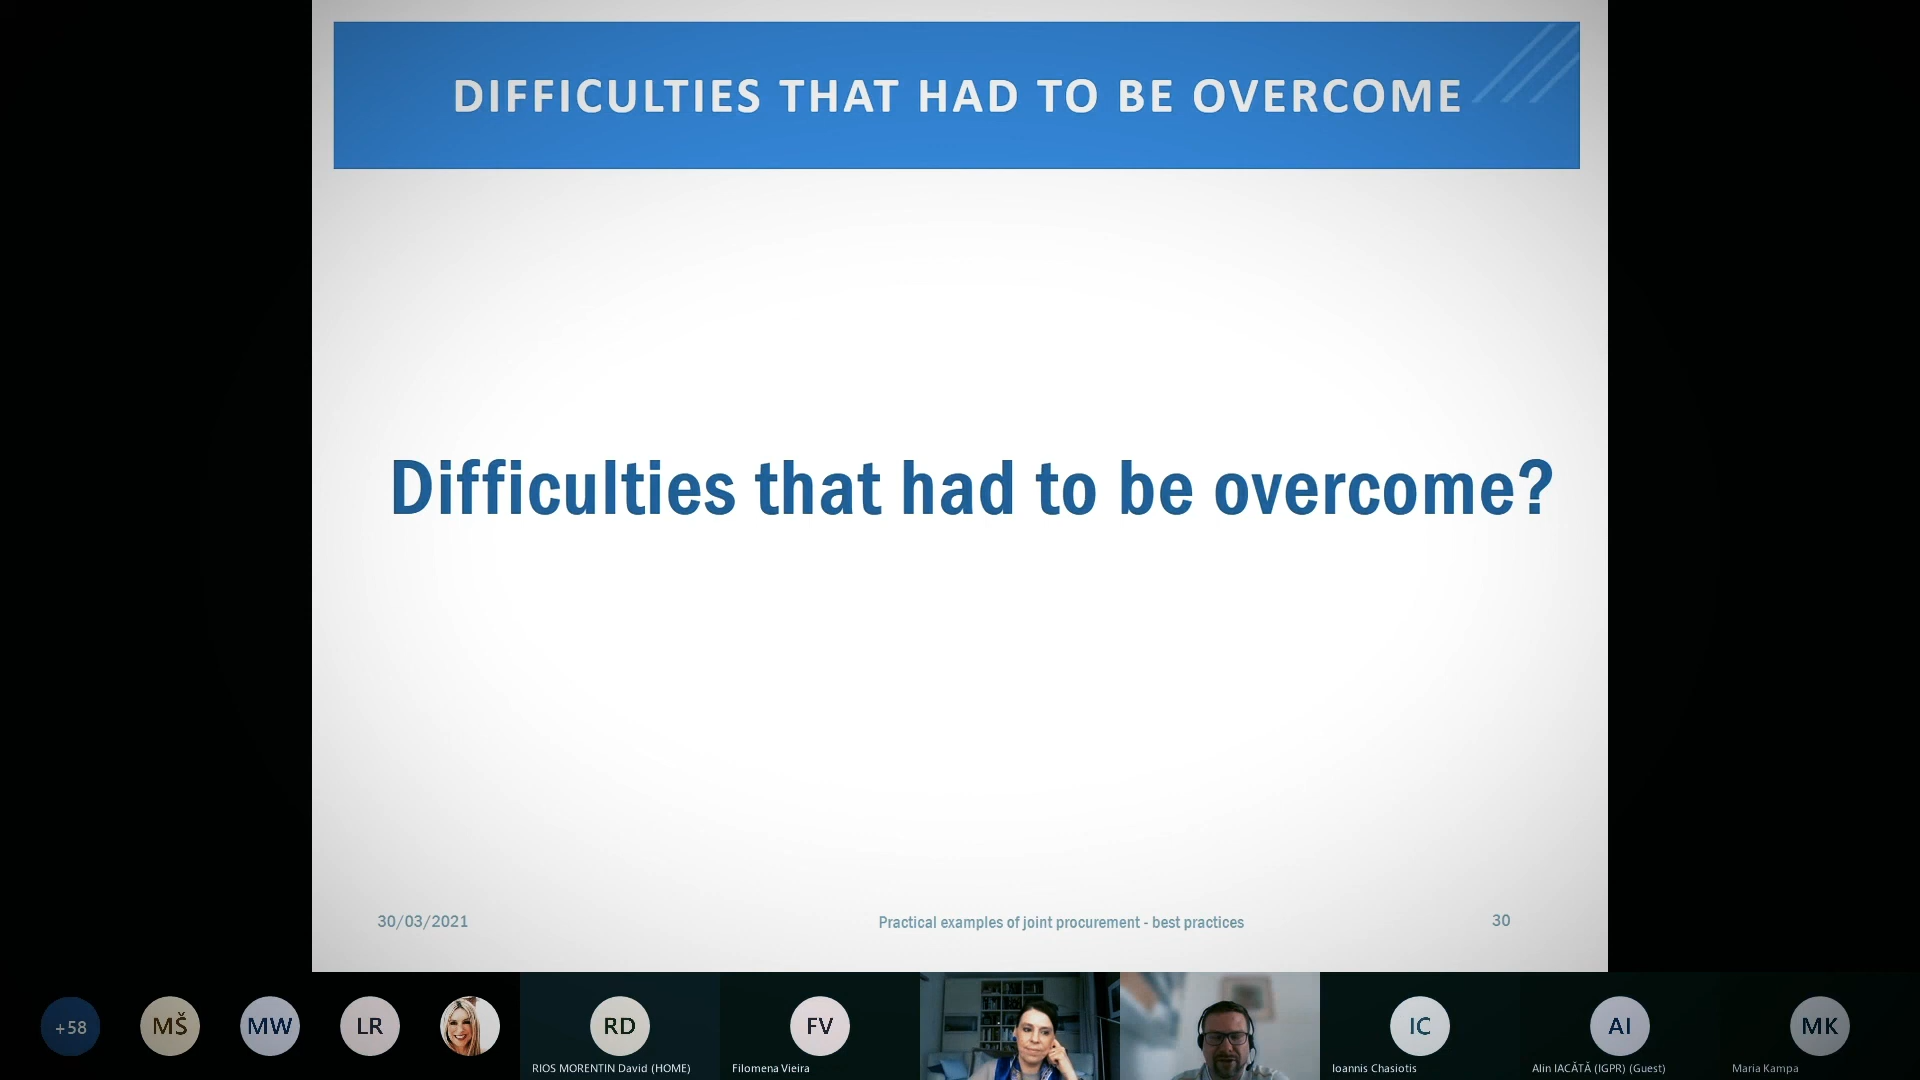 DIFFICULTIES THAT HAD TO BE OVERCOME
Difficulties that had to be overcome?
30/03/2021
Practical examples of joint procurement - best practices
30
+58
MŠ
MW
LR
RD
RIOS MORENTIN David (HOME)
FV
Filomena Vieira
IC
Ioannis Chasiotis
AI
Alin IACĂTĂ (IGPR) (Guest)
MK
Maria Kampa